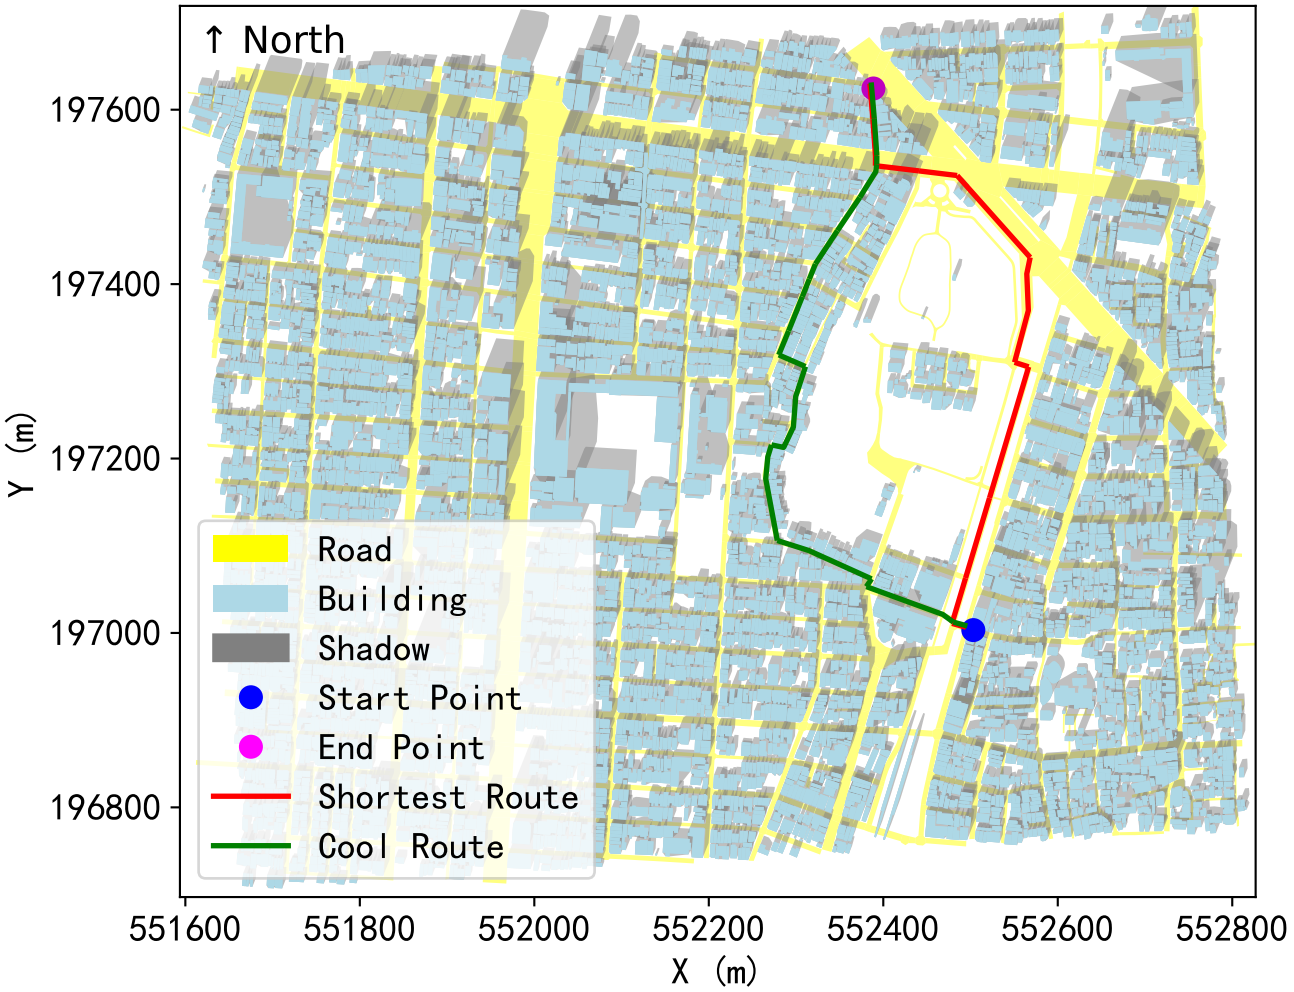 ↑ North
197600
197400
197200
197000
196800
Y (m)
Road
Building
Shadow
Start Point
End Point
Shortest Route
Cool Route
551600 551800 552000 552200 552400 552600 552800
X (m)